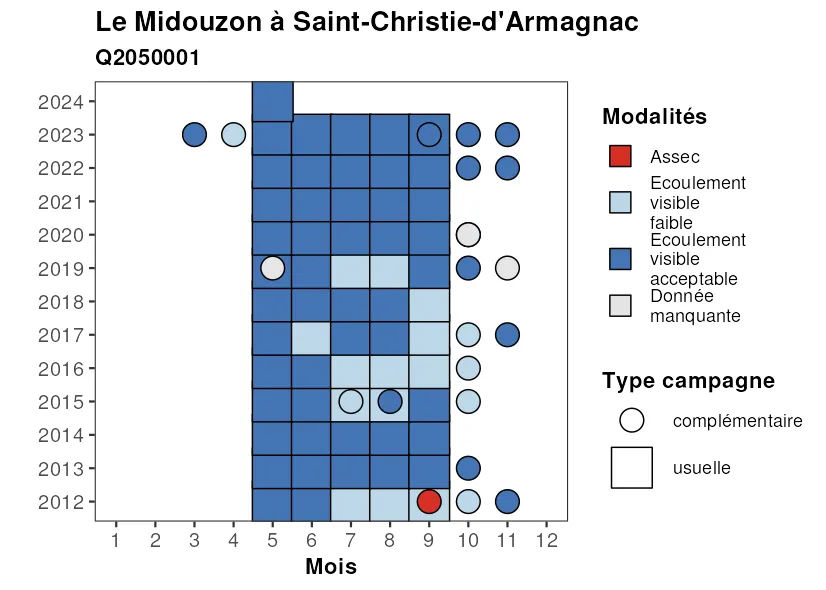 Le Midouzon à Saint-Christie-d'Armagnac
Q2050001
2024
2023
2022
2021
2020
2019
2018
2017
2016
2015
2014
2013
2012
1 2 3 4 5 6 7 8 9 10 11 12
Mois
Modalités
Assec
Ecoulement
visible
faible
Ecoulement
visible
acceptable
Donnée
manquante
Type campagne
complémentaire
usuelle